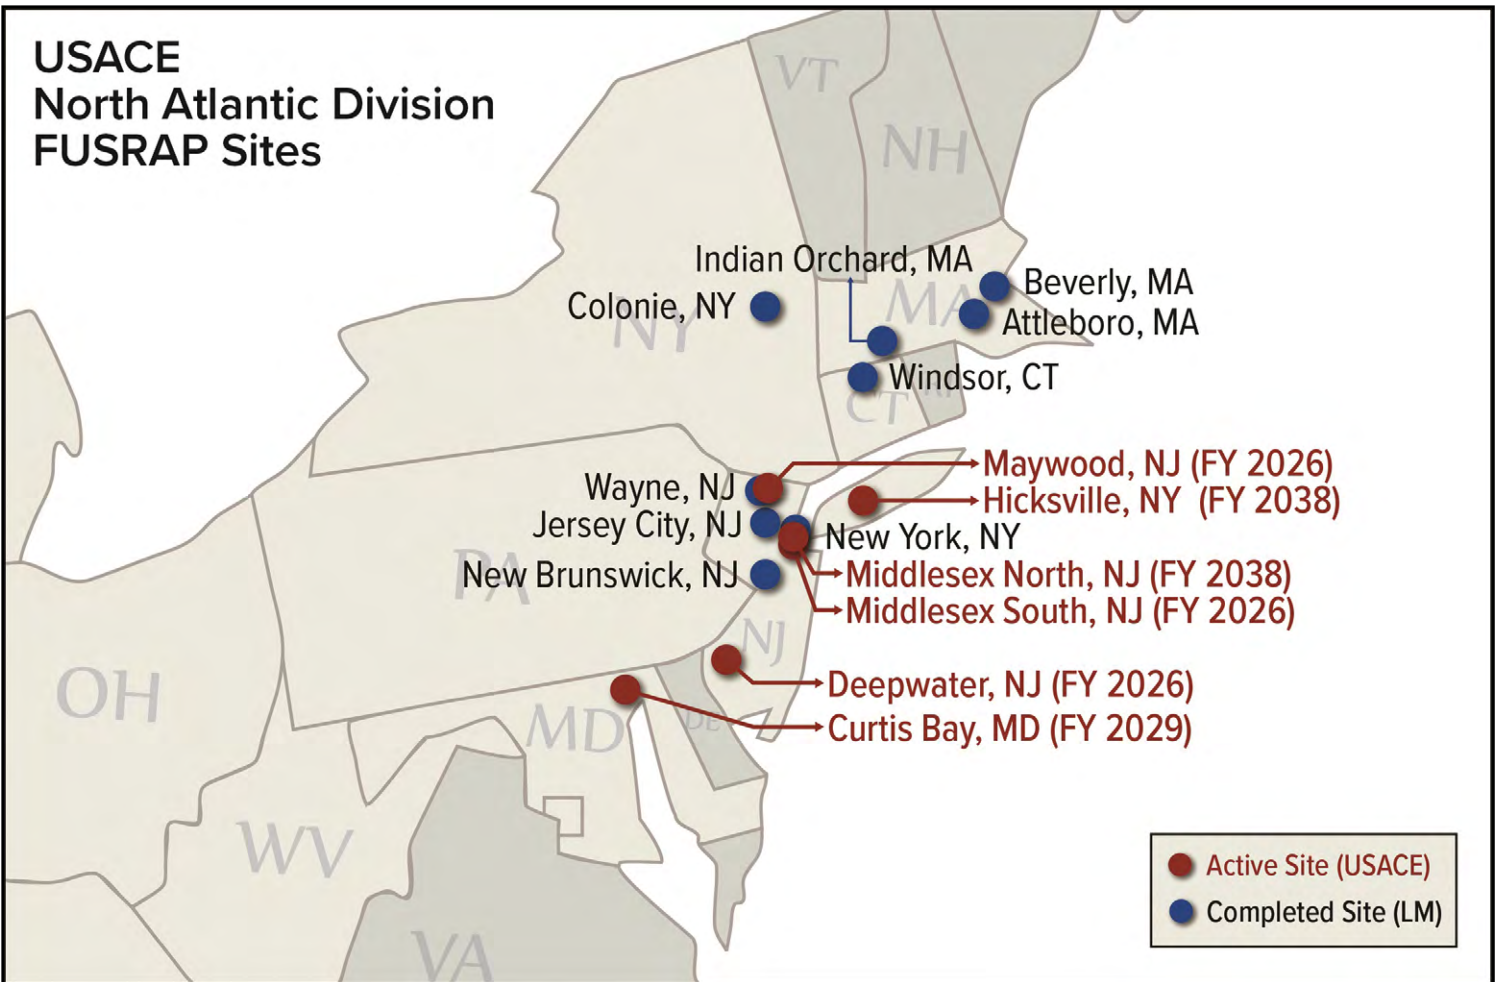 USACE
North Atlantic Division
FUSRAP Sites
VT
NH
Indian Orchard, MA
Beverly, MA
Colonie, NY
MA
Attleboro, MA
NY
Windsor, CT
CT
RI
Maywood, NJ (FY 2026)
Wayne, NJ
Hicksville, NY (FY 2038)
Jersey City, NJ
New York, NY
New Brunswick, NJ
Middlesex North, NJ (FY 2038)
PA
Middlesex South, NJ (FY 2026)
NJ
OH
Deepwater, NJ (FY 2026)
MD
DE
Curtis Bay, MD (FY 2029)
WV
Active Site (USACE)
Completed Site (LM)
VA